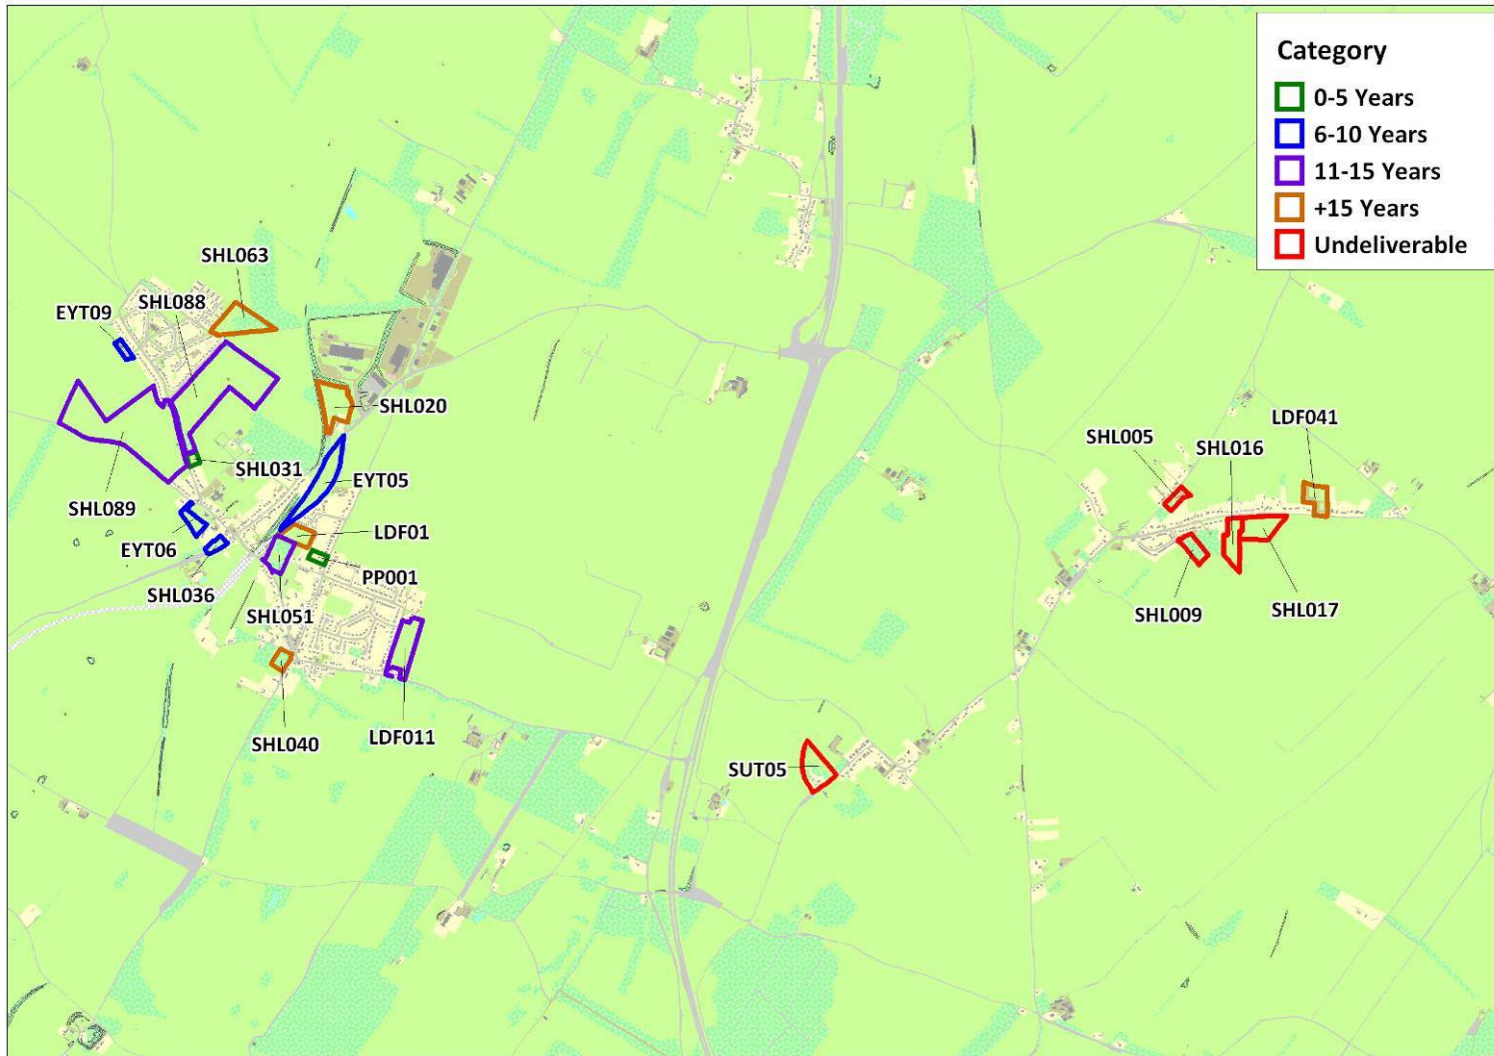 Category
0-5 Years
6-10 Years
11-15 Years
+15 Years
Undeliverable
SHL063
SHL088
EYT09
SHL020
SHL031
EYT05
SHL089
LDF01
EYT06
PP001
SHL036
SHL051
SHL040
LDF011
SUT05
LDF041
SHL005
SHL016
SHL009
SHL017